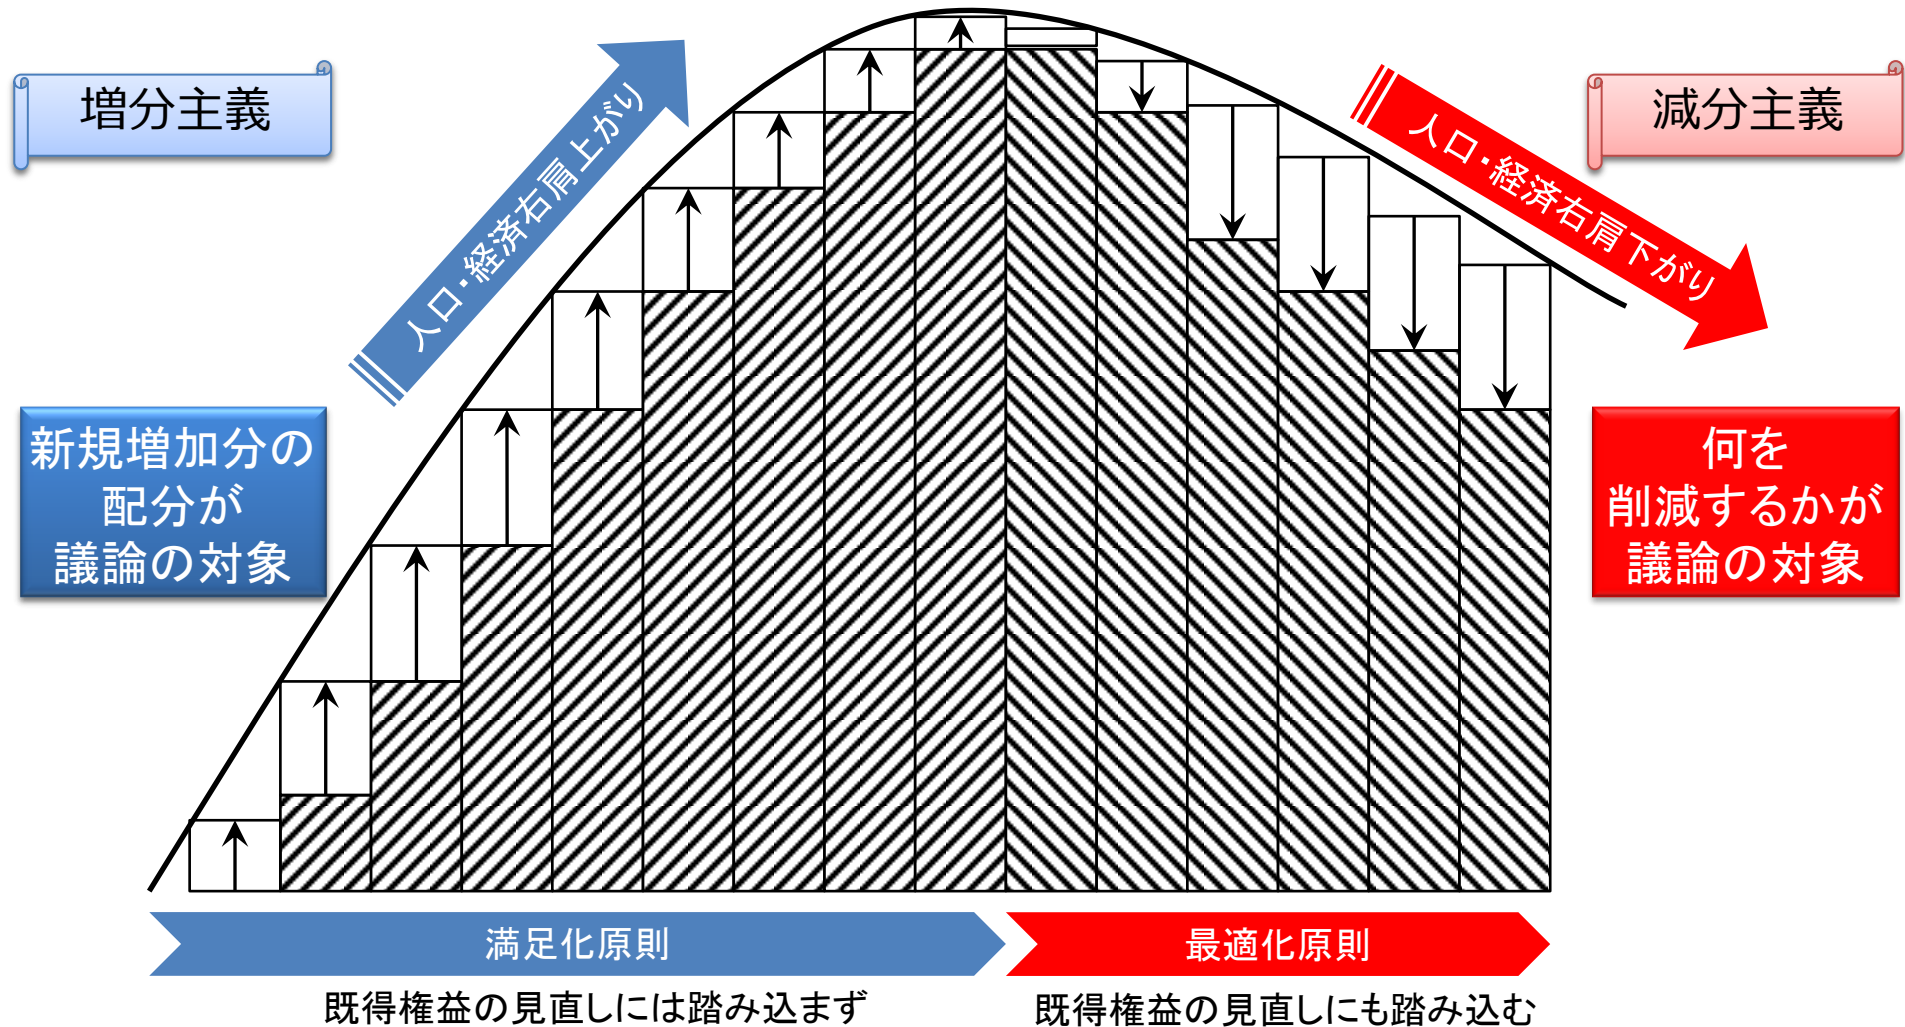 増分主義
人口・経済右肩上がり
人口・経済右肩下がり
減分主義
新規増加分の
配分が
議論の対象
何を
削減するかが
議論の対象
満足化原則
最適化原則
既得権益の見直しには踏み込まず
既得権益の見直しにも踏み込む